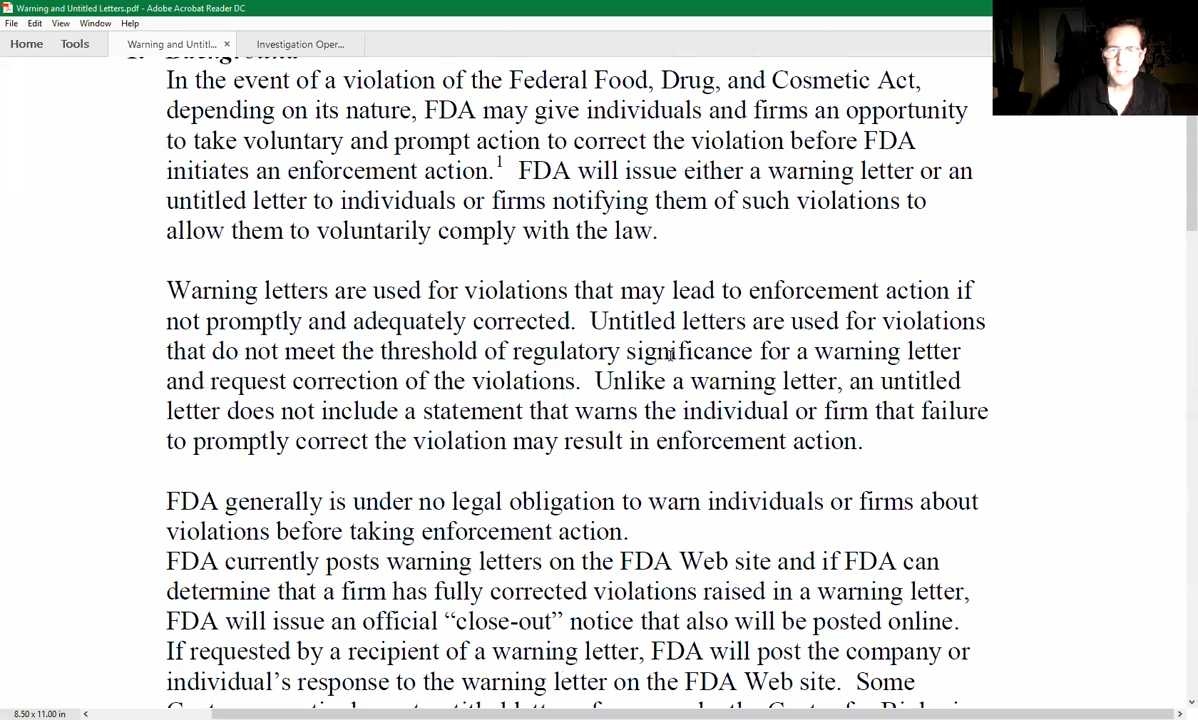 Warning and Untitled Letters.pdf - Adobe Acrobat Reader DC
File Edit View Window Help
Home Tools Warning and Untitl... × Investigation Oper...
In the event of a violation of the Federal Food, Drug, and Cosmetic Act,
depending on its nature, FDA may give individuals and firms an opportunity
to take voluntary and prompt action to correct the violation before FDA
initiates an enforcement action.1 FDA will issue either a warning letter or an
untitled letter to individuals or firms notifying them of such violations to
allow them to voluntarily comply with the law.
Warning letters are used for violations that may lead to enforcement action if
not promptly and adequately corrected. Untitled letters are used for violations
that do not meet the threshold of regulatory significance for a warning letter
and request correction of the violations. Unlike a warning letter, an untitled
letter does not include a statement that warns the individual or firm that failure
to promptly correct the violation may result in enforcement action.
FDA generally is under no legal obligation to warn individuals or firms about
violations before taking enforcement action.
FDA currently posts warning letters on the FDA Web site and if FDA can
determine that a firm has fully corrected violations raised in a warning letter,
FDA will issue an official “close-out” notice that also will be posted online.
If requested by a recipient of a warning letter, FDA will post the company or
individual’s response to the warning letter on the FDA Web site. Some
8.50 x 11.00 in